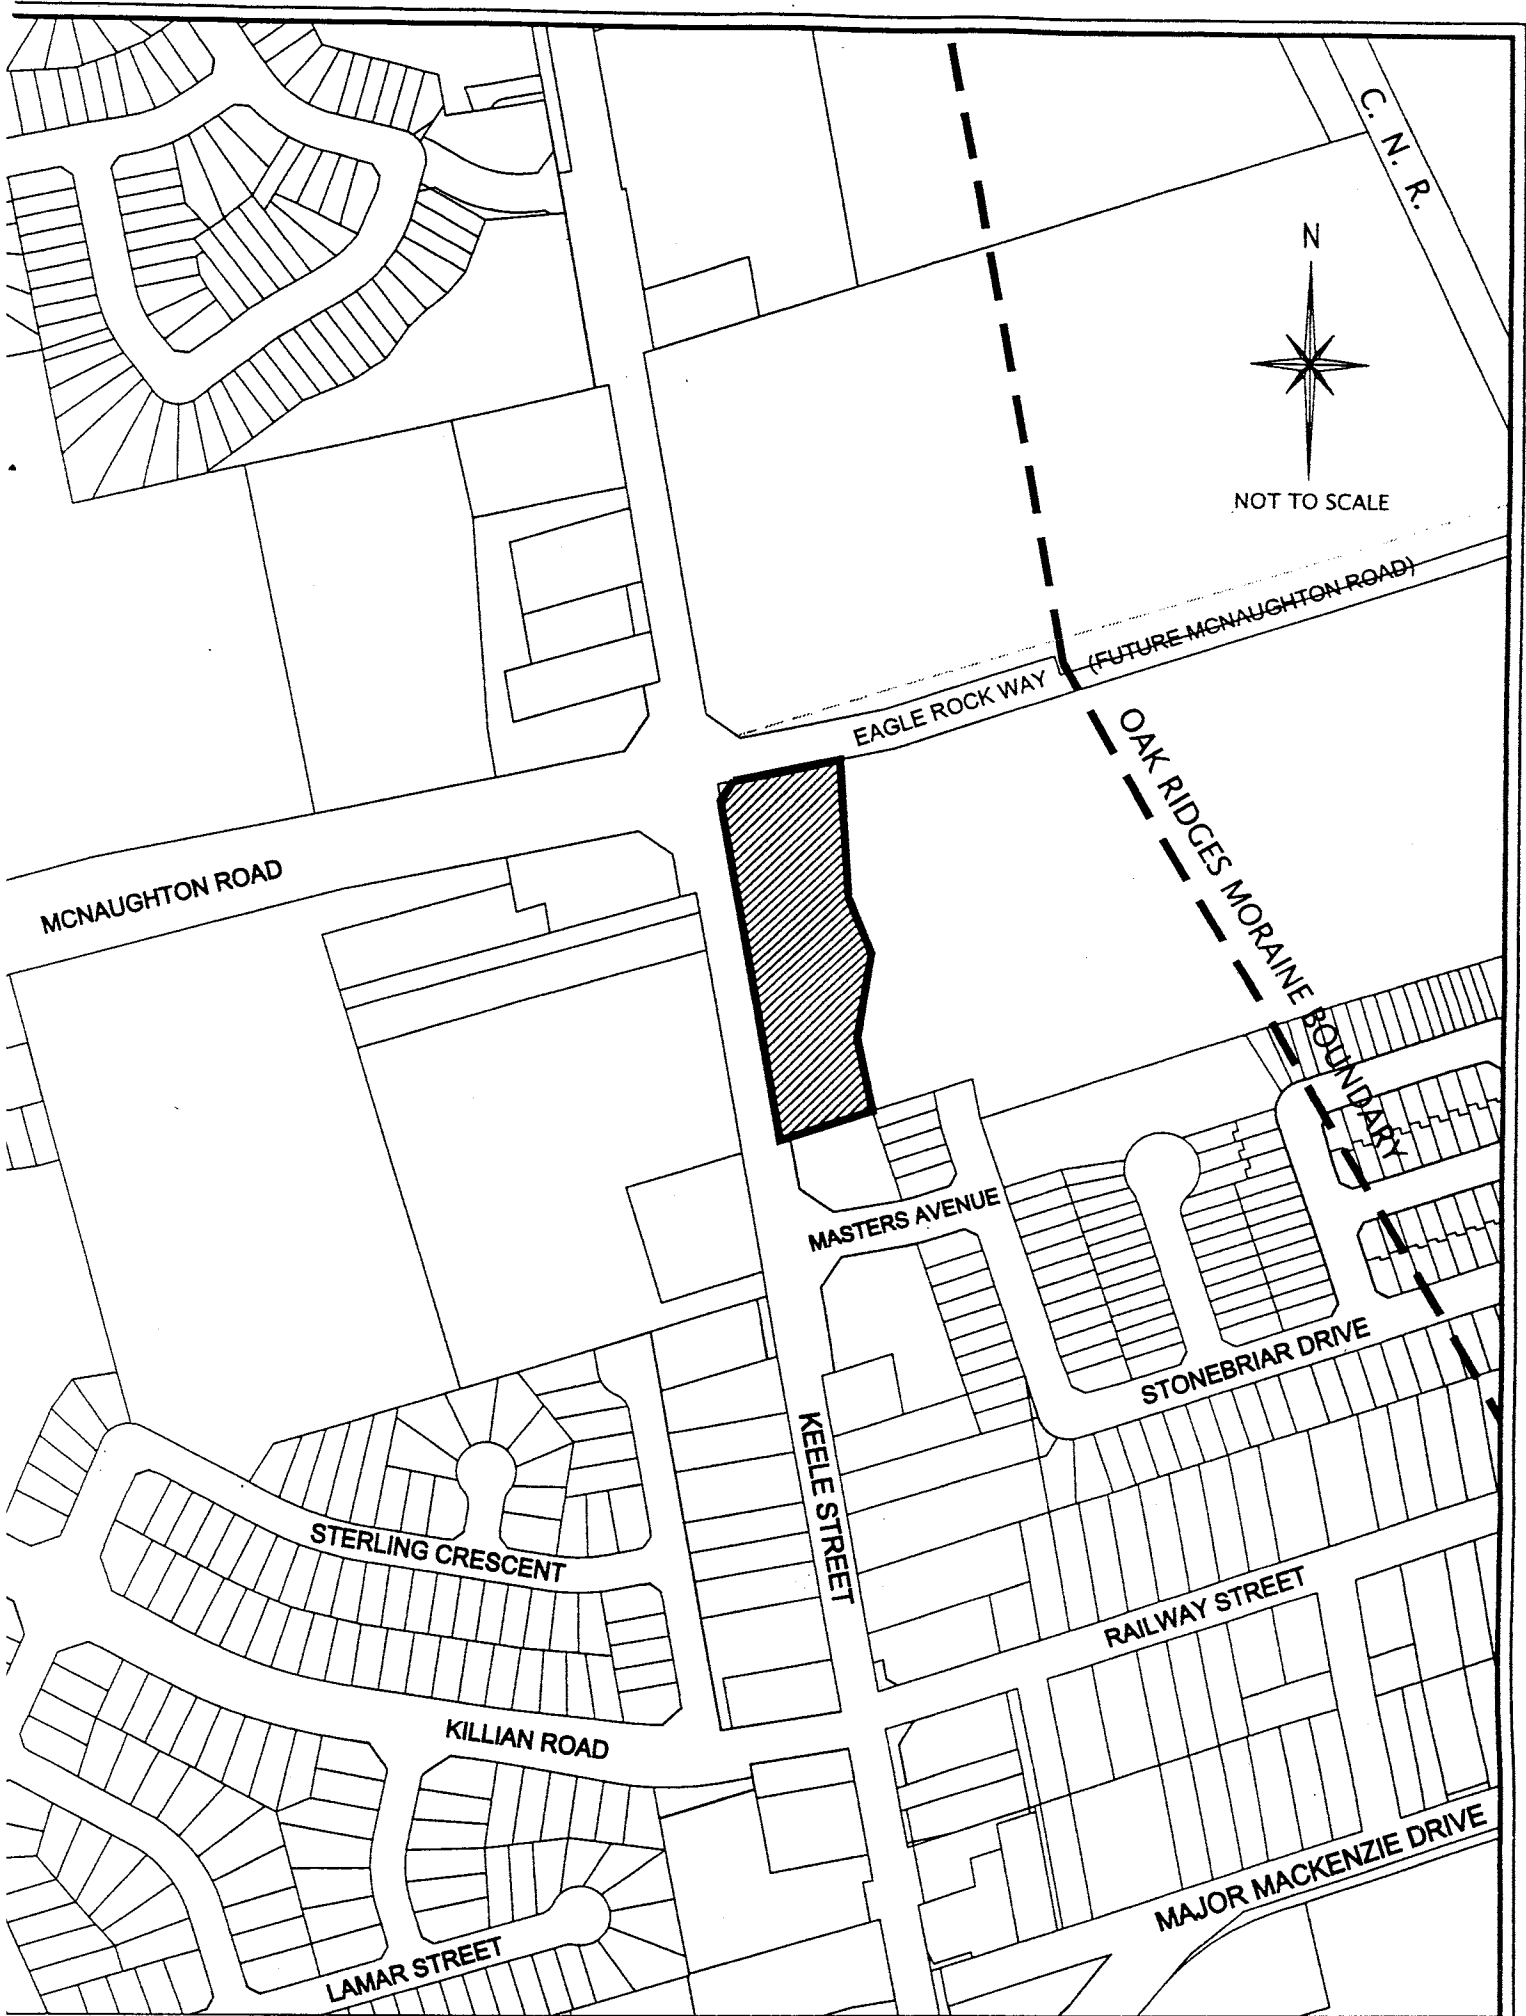 C. N. R.
N
NOT TO SCALE
(FUTURE MCNAUGHTON ROAD)
EAGLE ROCK WAY
OAK RIDGES MORAINE BOUNDARY
MCNAUGHTON ROAD
MASTERS AVENUE
STONEBRIAR DRIVE
KEELE STREET
STERLING CRESCENT
RAILWAY STREET
KILLIAN ROAD
MAJOR MACKENZIE DRIVE
LAMAR STREET